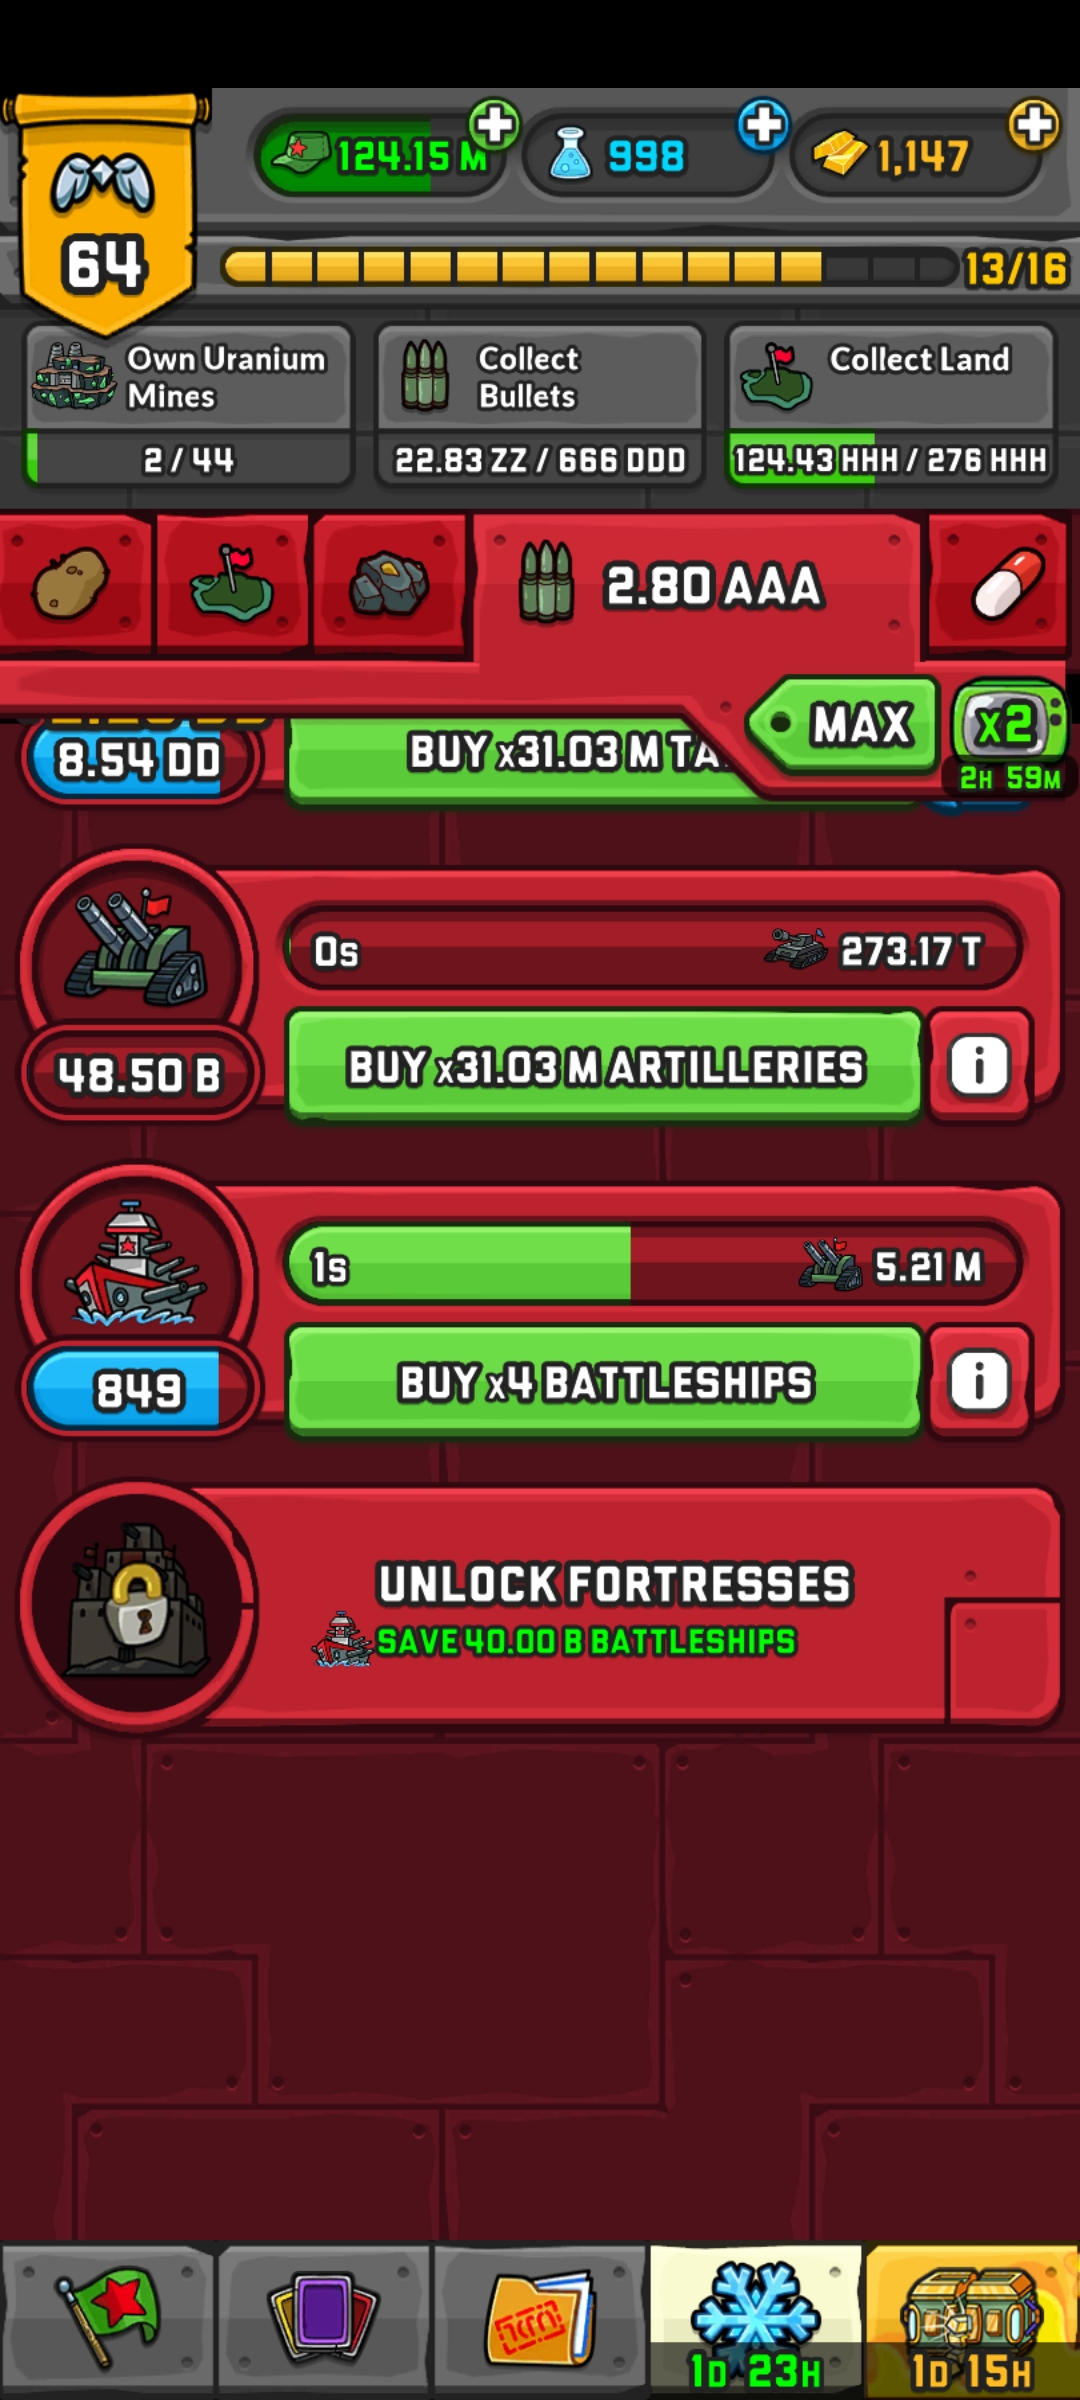 124.15 M
998
1,147
64
13/16
Own Uranium
Mines
2 / 44
Collect
Bullets
22.83 ZZ / 666 DDD
Collect Land
124.43 HHH / 276 HHH
2.80 AAA
MAX
x2
2H 59M
8.54 DD
BUY x31.03 M
0s
273.17 T
48.50 B
BUY x31.03 M ARTILLERIES
i
1s
5.21 M
849
BUY x4 BATTLESHIPS
i
UNLOCK FORTRESSES
SAVE 40.00 B BATTLESHIPS
1D 23H
1D 15H